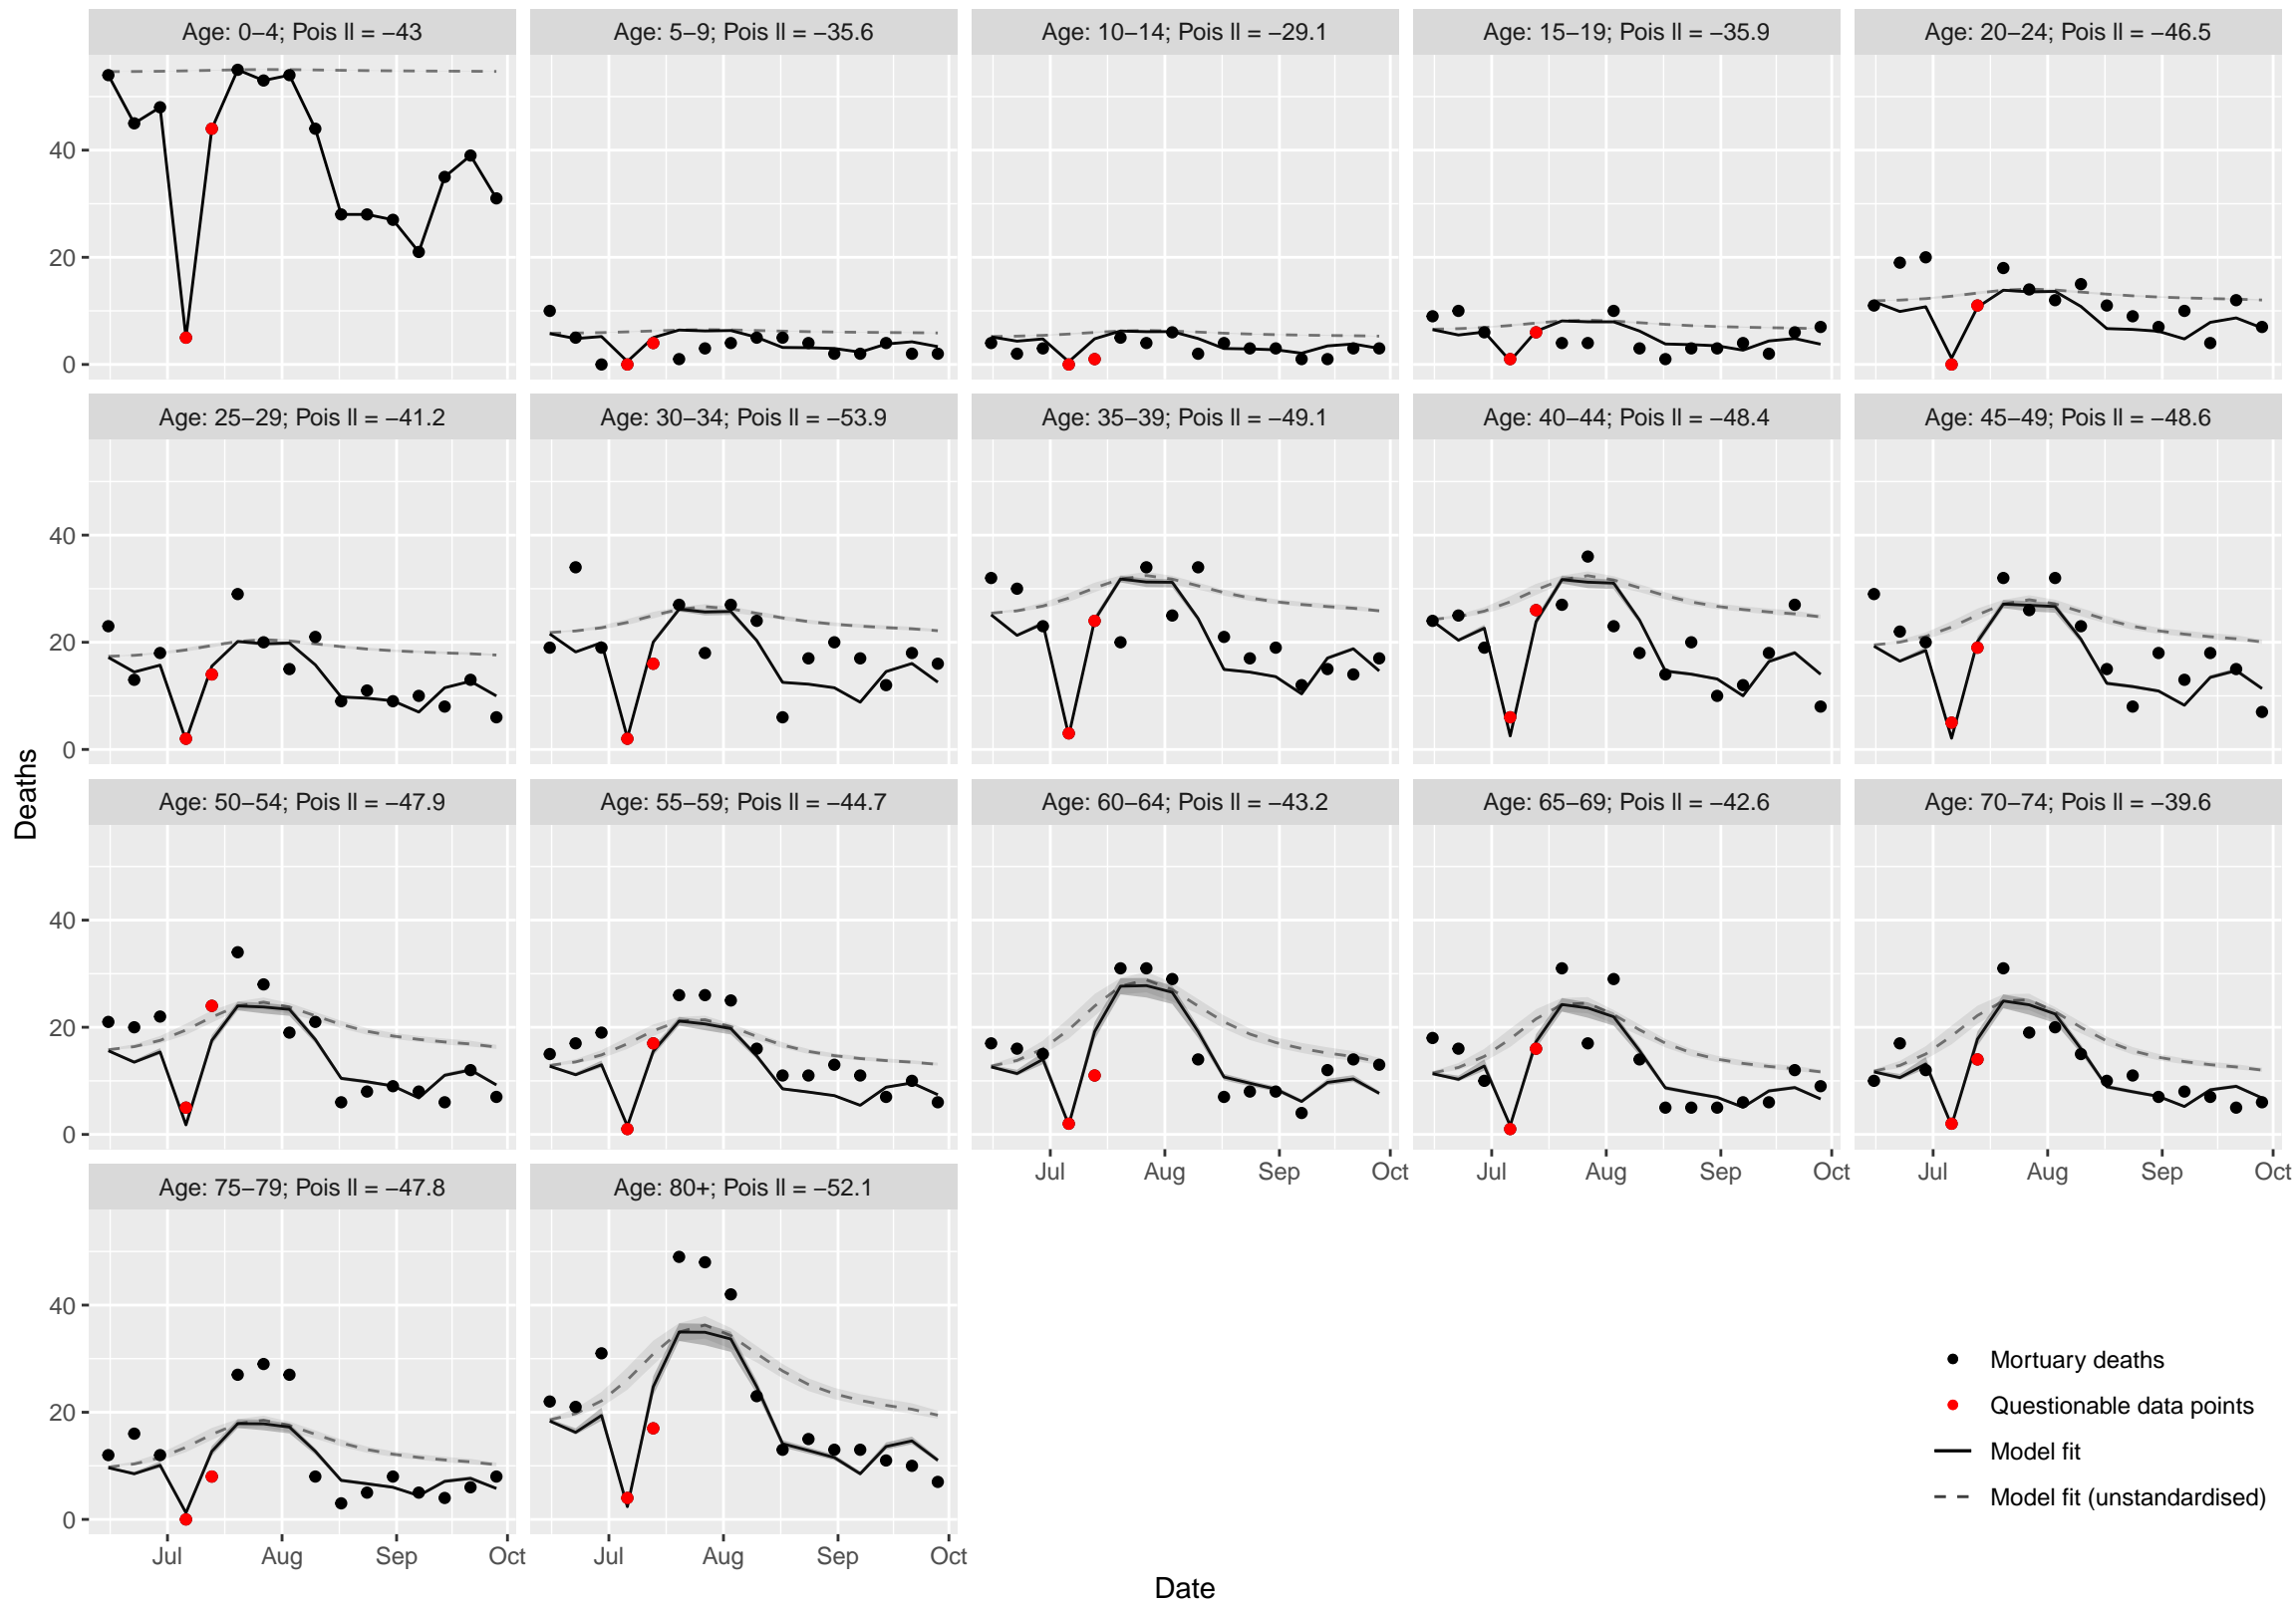 Age: 0−4; Pois ll = −43
Age: 5−9; Pois ll = −35.6
Age: 10−14; Pois ll = −29.1
Age: 15−19; Pois ll = −35.9
Age: 20−24; Pois ll = −46.5
40
20
0
Age: 25−29; Pois ll = −41.2
Age: 30−34; Pois ll = −53.9
Age: 35−39; Pois ll = −49.1
Age: 40−44; Pois ll = −48.4
Age: 45−49; Pois ll = −48.6
40
20
0
Deaths
Age: 50−54; Pois ll = −47.9
Age: 55−59; Pois ll = −44.7
Age: 60−64; Pois ll = −43.2
Age: 65−69; Pois ll = −42.6
Age: 70−74; Pois ll = −39.6
40
20
0
Jul Aug Sep Oct
Jul Aug Sep Oct
Jul Aug Sep Oct
Age: 75−79; Pois ll = −47.8
Age: 80+; Pois ll = −52.1
40
20
0
Jul Aug Sep Oct
Jul Aug Sep Oct
Mortuary deaths
Questionable data points
Model fit
Model fit (unstandardised)
Date